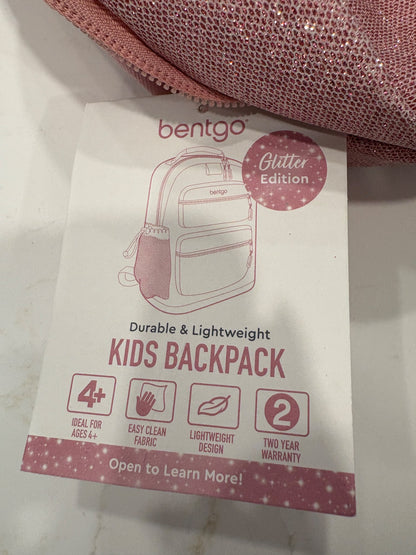 bentgo
Glitter
Edition
bentgo
Durable & Lightweight
KIDS BACKPACK
4+
2
IDEAL FOR
AGES 4+
EASY CLEAN
FABRIC
LIGHTWEIGHT
DESIGN
TWO YEAR
WARRANTY
Open to Learn More!